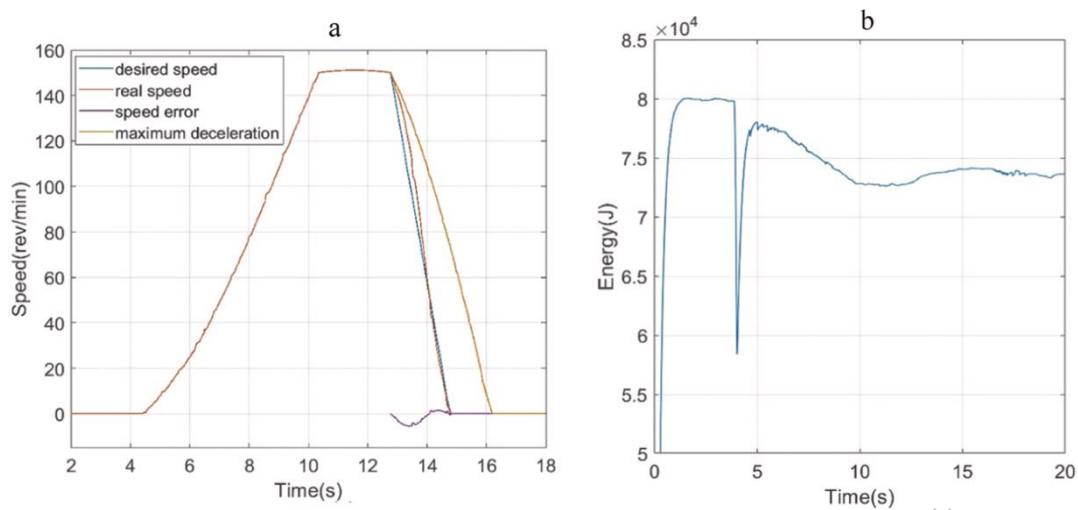 a
160
140
120
100
80
60
40
20
0
desired speed
real speed
speed error
maximum deceleration
Speed(rev/min)
2 4 6 8 10 12 14 16 18
Time(s)
b
×10⁴
8.5
8
7.5
7
6.5
6
5.5
5
Energy(J)
0 5 10 15 20
Time(s)